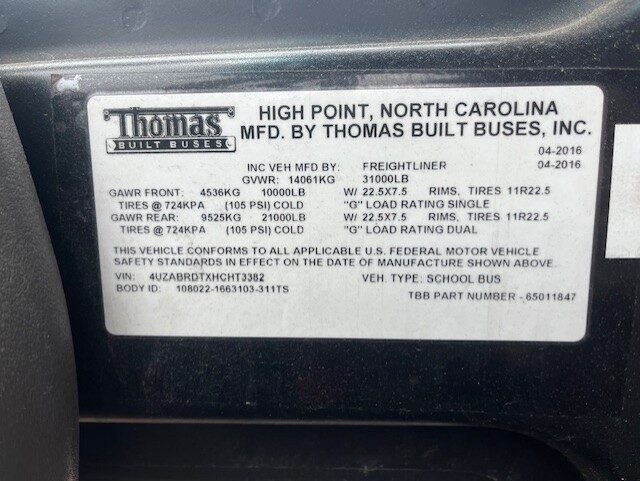 Thomas
BUILT BUSES
HIGH POINT, NORTH CAROLINA
MFD. BY THOMAS BUILT BUSES, INC.
04-2016
INC VEH MFD BY: FREIGHTLINER 04-2016
GVWR: 14061KG 31000LB
GAWR FRONT: 4536KG 10000LB W/ 22.5X7.5 RIMS, TIRES 11R22.5
TIRES @ 724KPA (105 PSI) COLD "G" LOAD RATING SINGLE
GAWR REAR: 9525KG 21000LB W/ 22.5X7.5 RIMS, TIRES 11R22.5
TIRES @ 724KPA (105 PSI) COLD "G" LOAD RATING DUAL
THIS VEHICLE CONFORMS TO ALL APPLICABLE U.S. FEDERAL MOTOR VEHICLE
SAFETY STANDARDS IN EFFECT ON THE DATE OF MANUFACTURE SHOWN ABOVE.
VIN: 4UZABRDTXHCHT3382 VEH. TYPE: SCHOOL BUS
BODY ID: 108022-1663103-311TS TBB PART NUMBER - 65011847